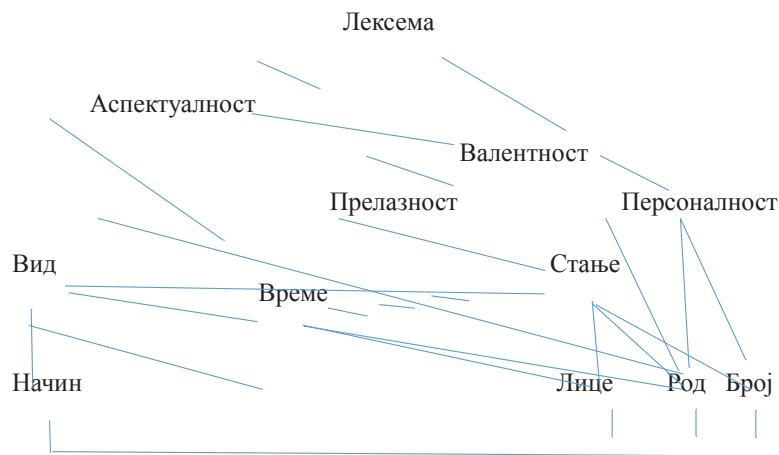 Лексема
Аспектуалност
Валентност
Прелазност Персоналност
Вид Стање
Време
Начин Лице Род Број